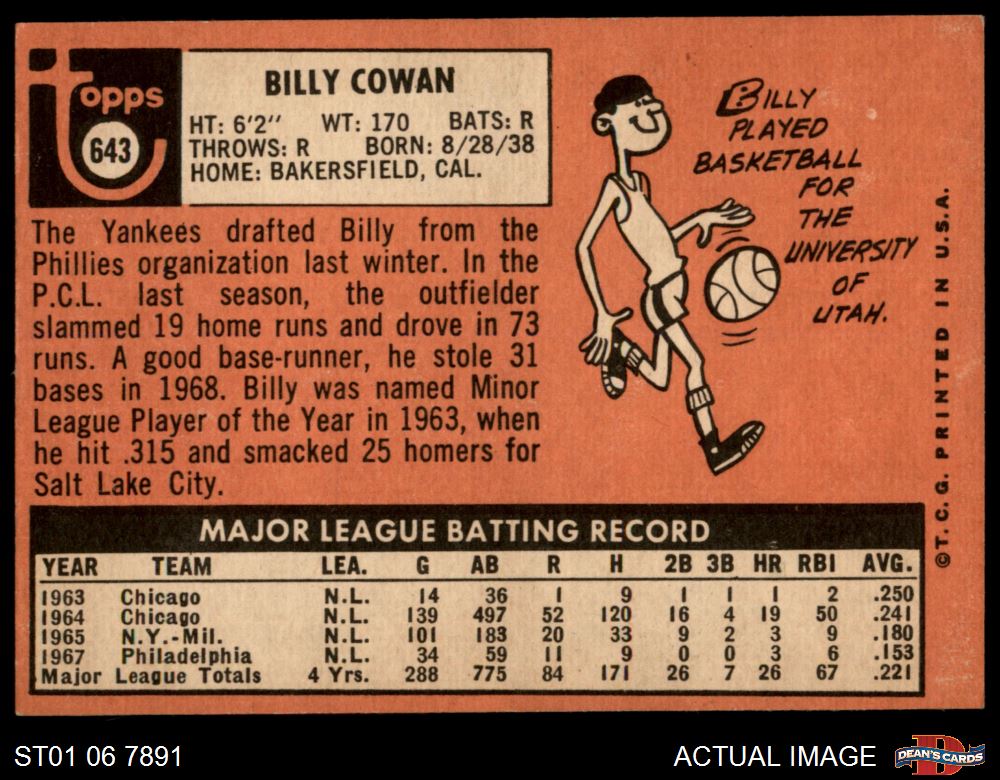 Topps
643
BILLY COWAN
HT: 6'2" WT: 170 BATS: R
THROWS: R BORN: 8/28/38
HOME: BAKERSFIELD, CAL.
The Yankees drafted Billy from the
Phillies organization last winter. In the
P.C.L. last season, the outfielder
slammed 19 home runs and drove in 73
runs. A good base-runner, he stole 31
bases in 1968. Billy was named Minor
League Player of the Year in 1963, when
he hit .315 and smacked 25 homers for
Salt Lake City.
BILLY
PLAYED
BASKETBALL
FOR
THE
UNIVERSITY
OF
UTAH.
©T.C.G. PRINTED IN U.S.A.
MAJOR LEAGUE BATTING RECORD
YEAR TEAM LEA. G AB R H 2B 3B HR RBI AVG.
1963 Chicago N.L. 14 36 1 9 1 1 1 2 .250
1964 Chicago N.L. 139 497 52 120 16 4 19 50 .241
1965 N.Y.-Mil. N.L. 101 183 20 33 9 2 3 9 .180
1967 Philadelphia N.L. 34 59 11 9 0 0 3 6 .153
Major League Totals 4 Yrs. 288 775 84 171 26 7 26 67 .221
ST01 06 7891
ACTUAL IMAGE
D
DEAN'S CARDS